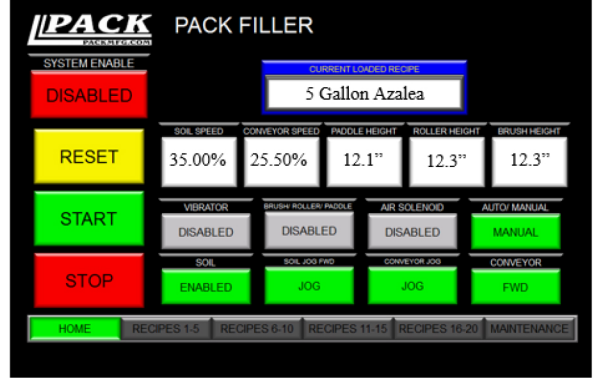 PACK
PACKMFG.COM
PACK FILLER
SYSTEM ENABLE
DISABLED
CURRENT LOADED RECIPE
5 Gallon Azalea
RESET
START
STOP
SOIL SPEED CONVEYOR SPEED PADDLE HEIGHT ROLLER HEIGHT BRUSH HEIGHT
35.00% 25.50% 12.1” 12.3” 12.3”
VIBRATOR BRUSH/ ROLLER/ PADDLE AIR SOLENOID AUTO/ MANUAL
DISABLED DISABLED DISABLED MANUAL
SOIL SOIL JOG FWD CONVEYOR JOG CONVEYOR
ENABLED JOG JOG FWD
HOME RECIPES 1-5 RECIPES 6-10 RECIPES 11-15 RECIPES 16-20 MAINTENANCE